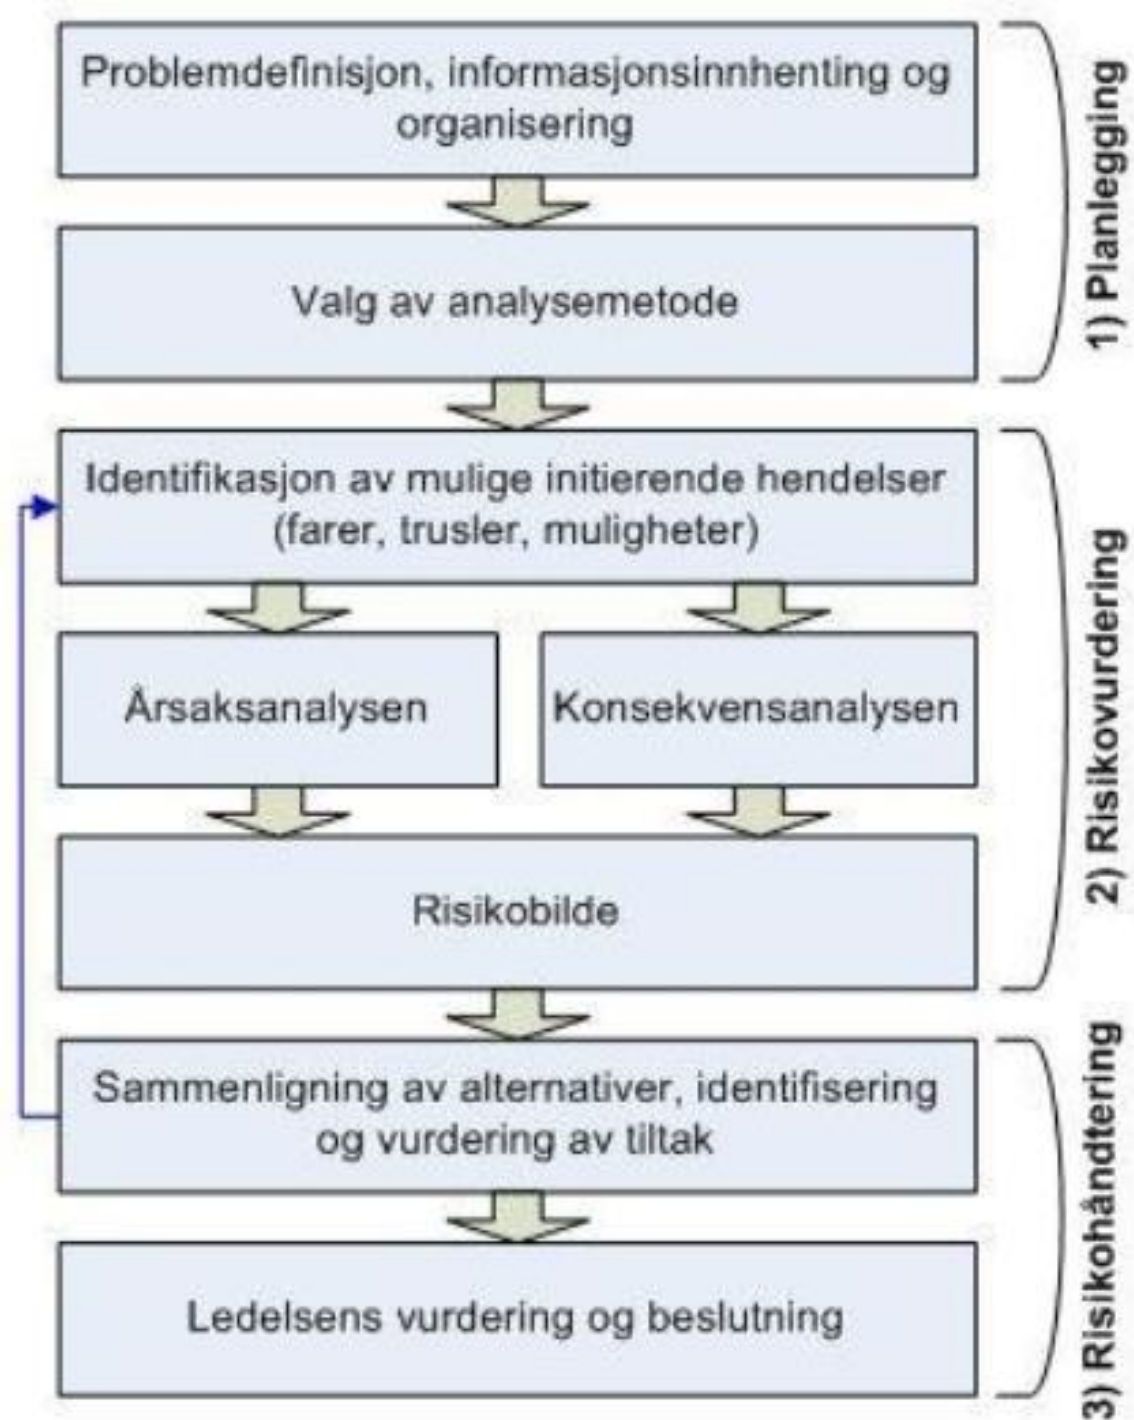 Problemdefinisjon, informasjonsinnhenting og
organisering
Valg av analysemetode
1) Planlegging
Identifikasjon av mulige initierende hendelser
(farer, trusler, muligheter)
Årsaksanalysen
Konsekvensanalysen
Risikobilde
2) Risikovurdering
Sammenligning av alternativer, identifisering
og vurdering av tiltak
Ledelsens vurdering og beslutning
3) Risikohåndtering